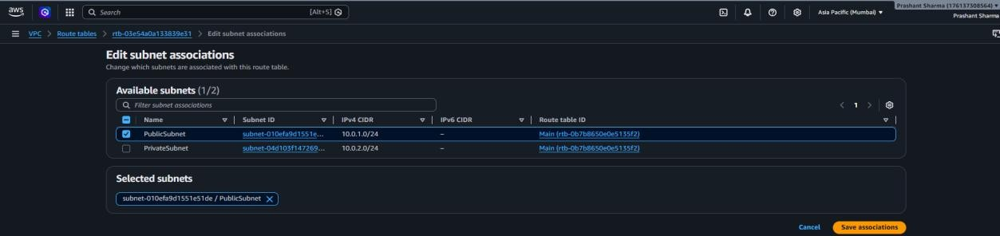 Prashant Sharma (176137308564) ▼
aws Search [Alt+S] Asia Pacific (Mumbai) ▼ Prashant Sharma
VPC > Route tables > rtb-03e54a0a133839e31 > Edit subnet associations
Edit subnet associations
Change which subnets are associated with this route table.
Available subnets (1/2)
Filter subnet associations
< 1 >
Name Subnet ID IPv4 CIDR IPv6 CIDR Route table ID
PublicSubnet subnet-010efa9d1551e... 10.0.1.0/24 – Main (rtb-0b7b8650e0e5135f2)
PrivateSubnet subnet-04d103f147269... 10.0.2.0/24 – Main (rtb-0b7b8650e0e5135f2)
Selected subnets
subnet-010efa9d1551e51de / PublicSubnet X
Cancel Save associations